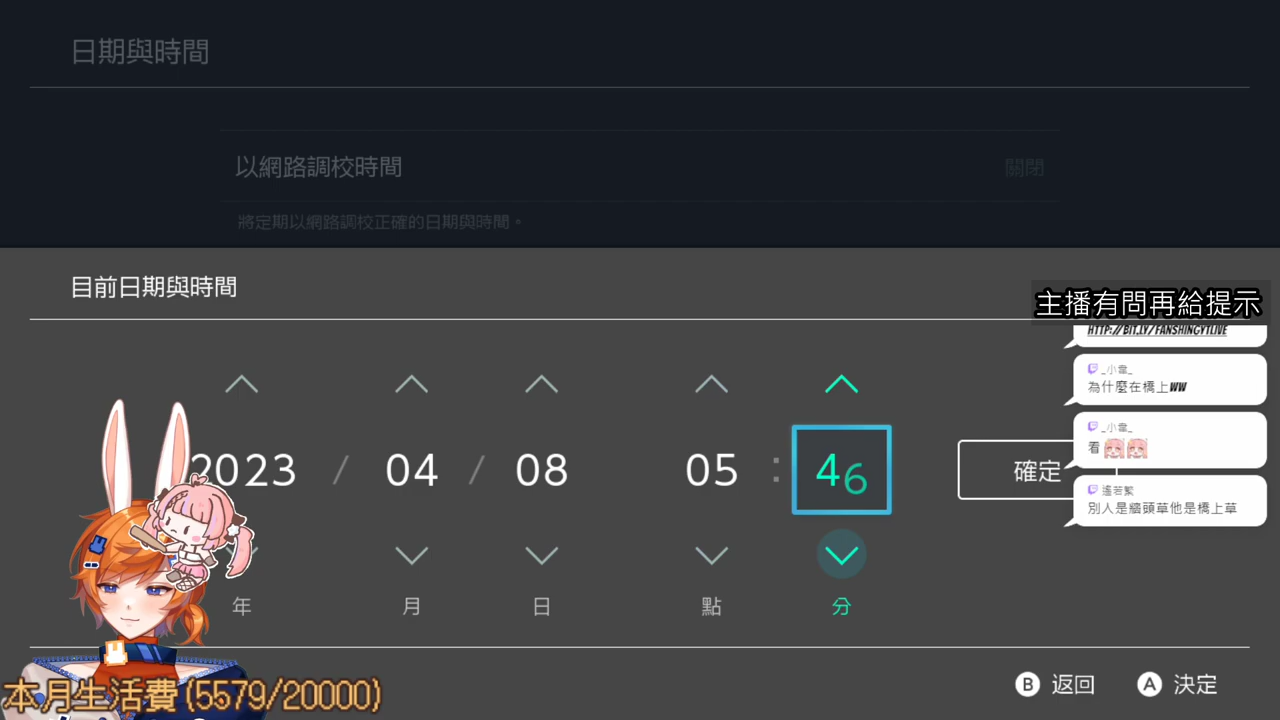 日期與時間
以網路調校時間
關閉
將定期以網路調校正確的日期與時間。
目前日期與時間
主播有問再給提示
HTTP://BIT.LY/FANSHINGYTLIVE
_小韋_
為什麼在橋上WW
_小韋_
看
遙若繁
別人是牆頭草他是橋上草
2023 / 04 / 08 05 : 46
確定
年 月 日 點 分
B 返回 A 決定
本月生活費(5579/20000)